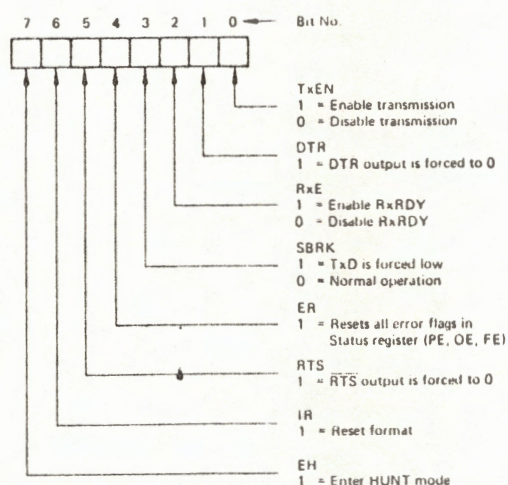 7 6 5 4 3 2 1 0 Bit No.
TxEN
1 = Enable transmission
0 = Disable transmission
DTR
1 = DTR output is forced to 0
RxE
1 = Enable RxRDY
0 = Disable RxRDY
SBRK
1 = TxD is forced low
0 = Normal operation
ER
1 = Resets all error flags in
Status register (PE, OE, FE)
RTS
1 = RTS output is forced to 0
IR
1 = Reset format
EH
1 = Enter HUNT mode